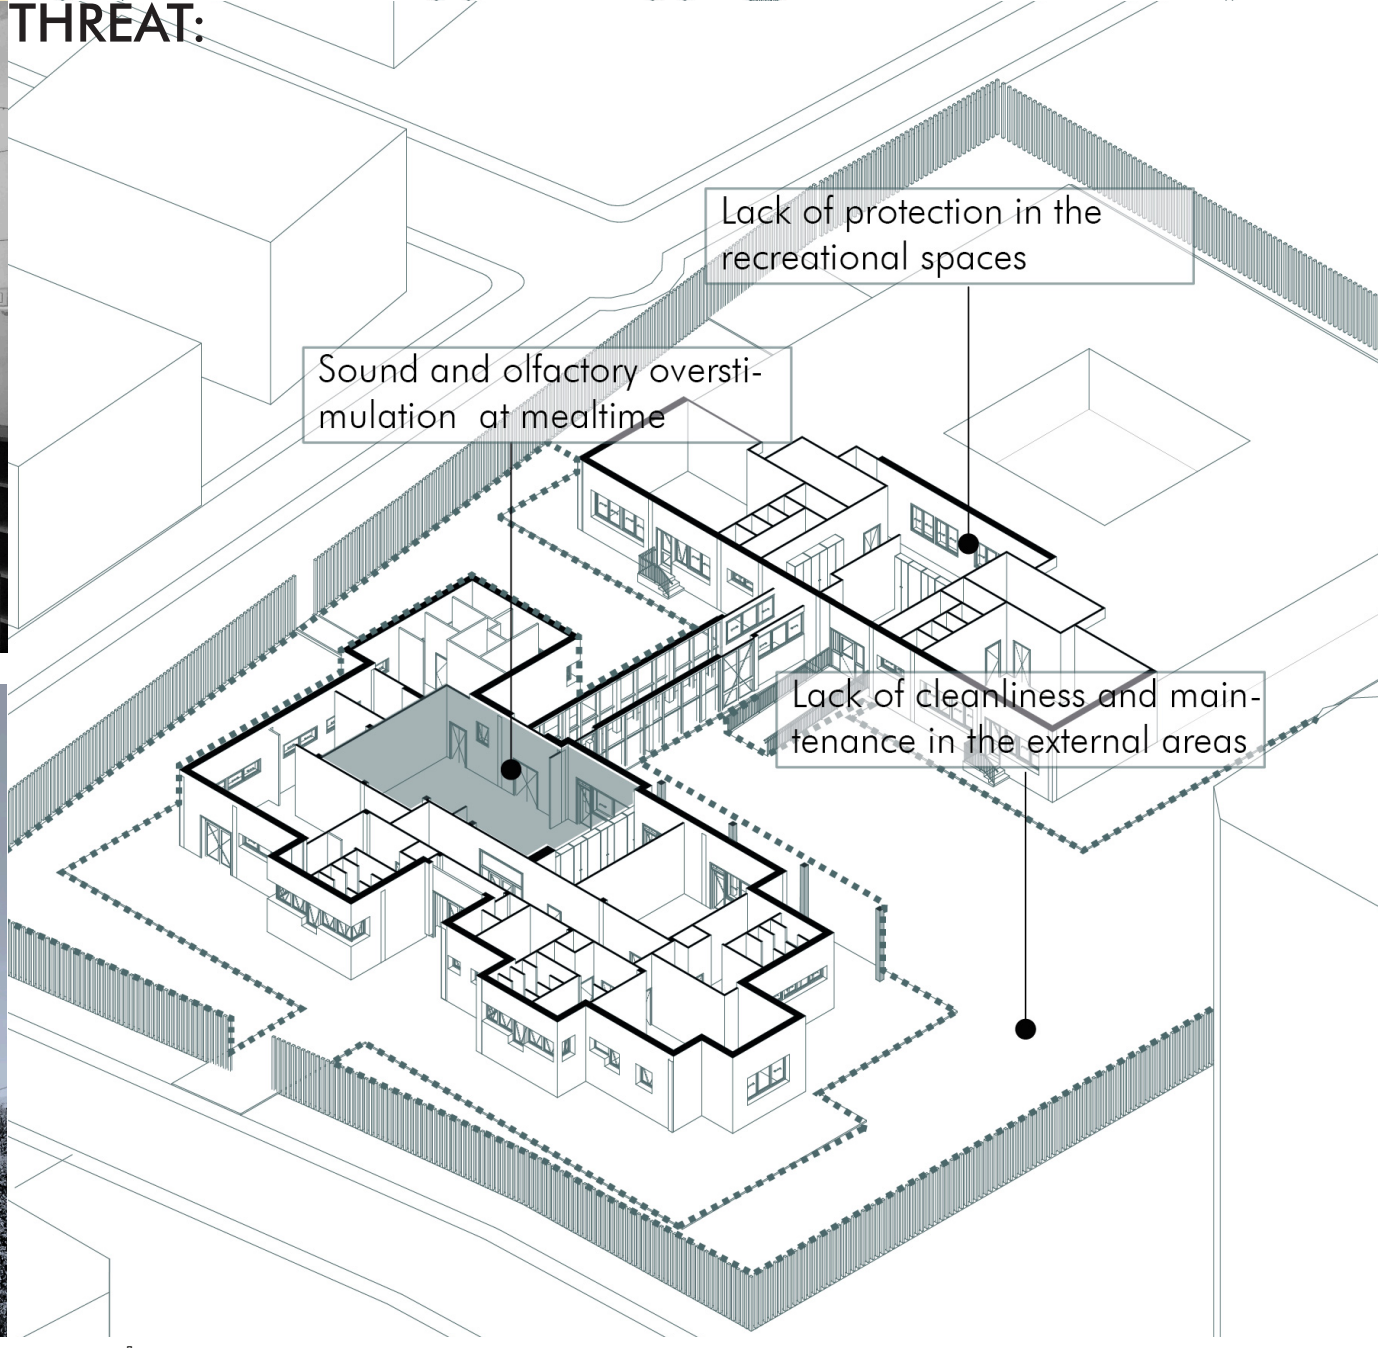 THREAT:
Lack of protection in the
recreational spaces
Sound and olfactory oversti-
mulation at mealtime
Lack of cleanliness and main-
tenance in the external areas